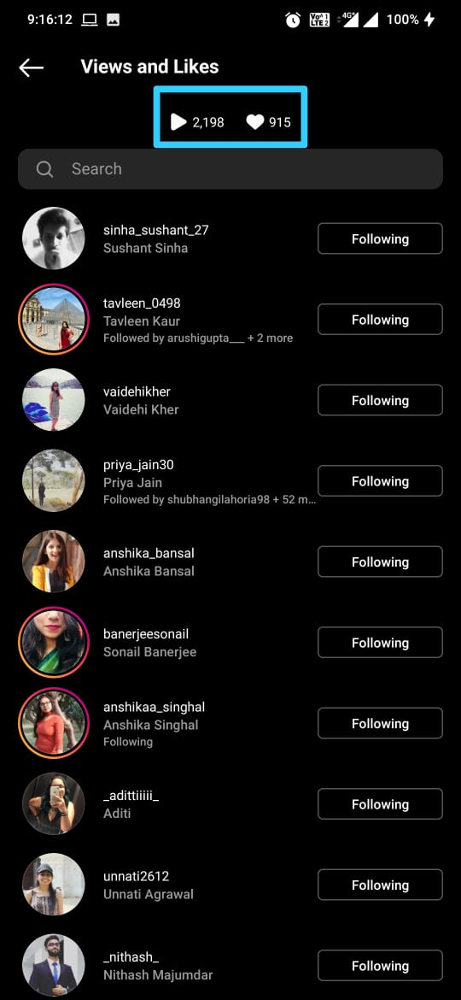 9:16:12
Vo) 1
LTE 2
4G+
100%
Views and Likes
2,198
915
Search
sinha_sushant_27
Sushant Sinha
Following
tavleen_0498
Tavleen Kaur
Followed by arushigupta___ + 2 more
Following
vaidehikher
Vaidehi Kher
Following
priya_jain30
Priya Jain
Followed by shubhangilahoria98 + 52 m...
Following
anshika_bansal
Anshika Bansal
Following
banerjeesonail
Sonail Banerjee
Following
anshikaa_singhal
Anshika Singhal
Following
Following
_adittiiiii_
Aditi
Following
unnati2612
Unnati Agrawal
Following
_nithash_
Nithash Majumdar
Following